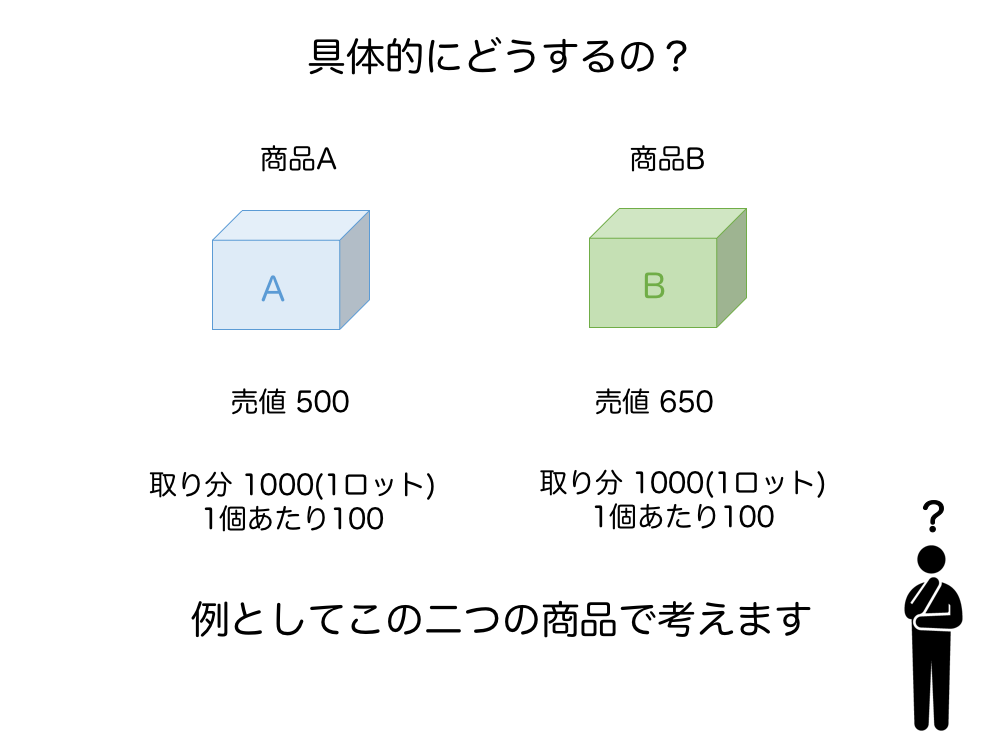 具体的にどうするの？
商品A
商品B
A
B
売値 500
売値 650
取り分 1000(1ロット)
1個あたり100
取り分 1000(1ロット)
1個あたり100
?
例としてこの二つの商品で考えます